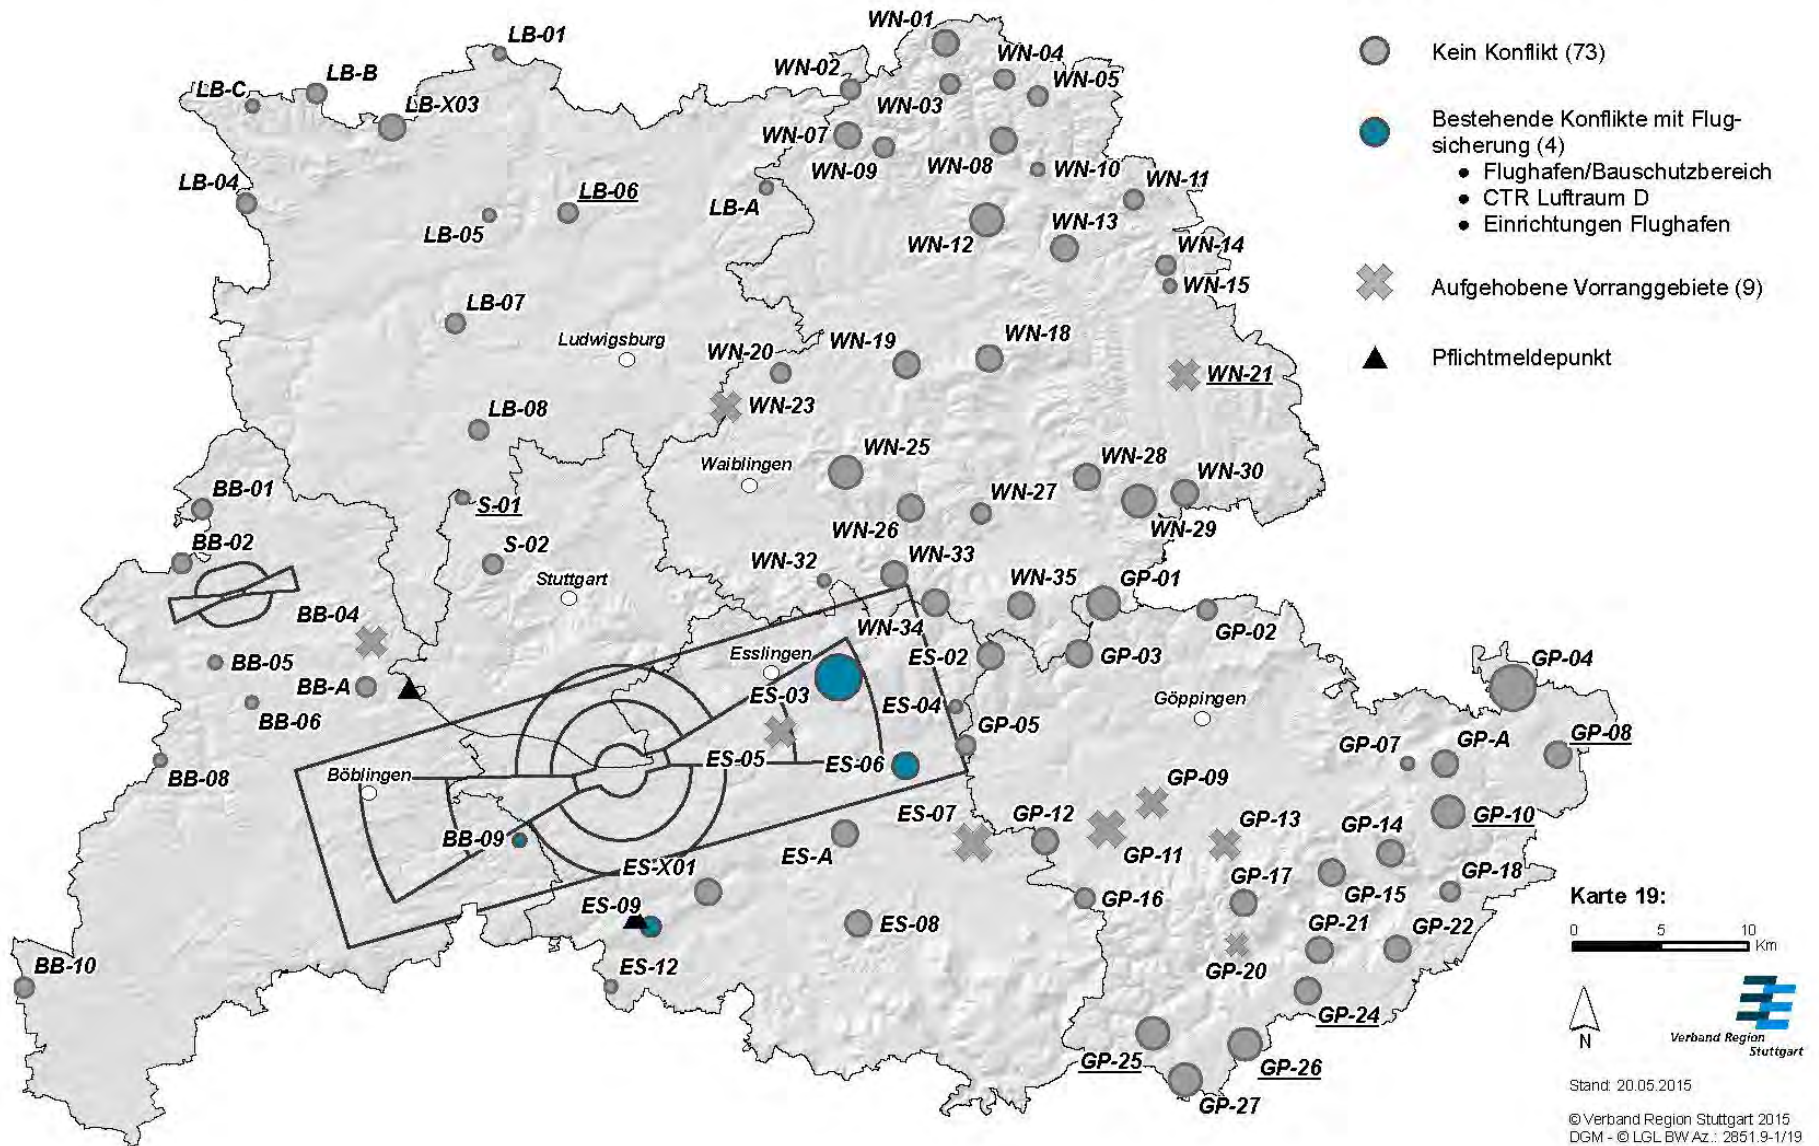 WN-01
LB-01
WN-04
WN-02
WN-05
LB-B
LB-C
LB-X03
WN-03
WN-07
WN-09
WN-08
WN-10
LB-04
LB-06
LB-A
WN-11
LB-05
WN-12
WN-13
WN-14
WN-15
LB-07
Ludwigsburg
WN-20
WN-19
WN-18
WN-21
WN-23
LB-08
WN-25
Waiblingen
WN-28
WN-30
BB-01
S-01
WN-27
WN-26
WN-29
BB-02
S-02
WN-32
WN-33
Stuttgart
WN-35
GP-01
BB-04
WN-34
GP-02
Esslingen
ES-02
GP-03
GP-04
BB-05
BB-A
ES-03
ES-04
Göppingen
BB-06
GP-05
GP-07
GP-A
GP-08
BB-08
Böblingen
ES-05
ES-06
GP-09
ES-07
GP-12
GP-13
GP-14
GP-10
BB-09
ES-A
GP-11
ES-X01
GP-17
GP-15
GP-18
ES-09
ES-08
GP-16
GP-21
GP-22
BB-10
ES-12
GP-20
GP-24
GP-25
GP-26
GP-27
Kein Konflikt (73)
Bestehende Konflikte mit Flug-
sicherung (4)
• Flughafen/Bauschutzbereich
• CTR Luftraum D
• Einrichtungen Flughafen
Aufgehobene Vorranggebiete (9)
Pflichtmeldepunkt
Karte 19:
0 5 10
Km
N
Verband Region
Stuttgart
Stand: 20.05.2015
© Verband Region Stuttgart 2015
DGM - © LGL BW Az.: 2851.9-1/19